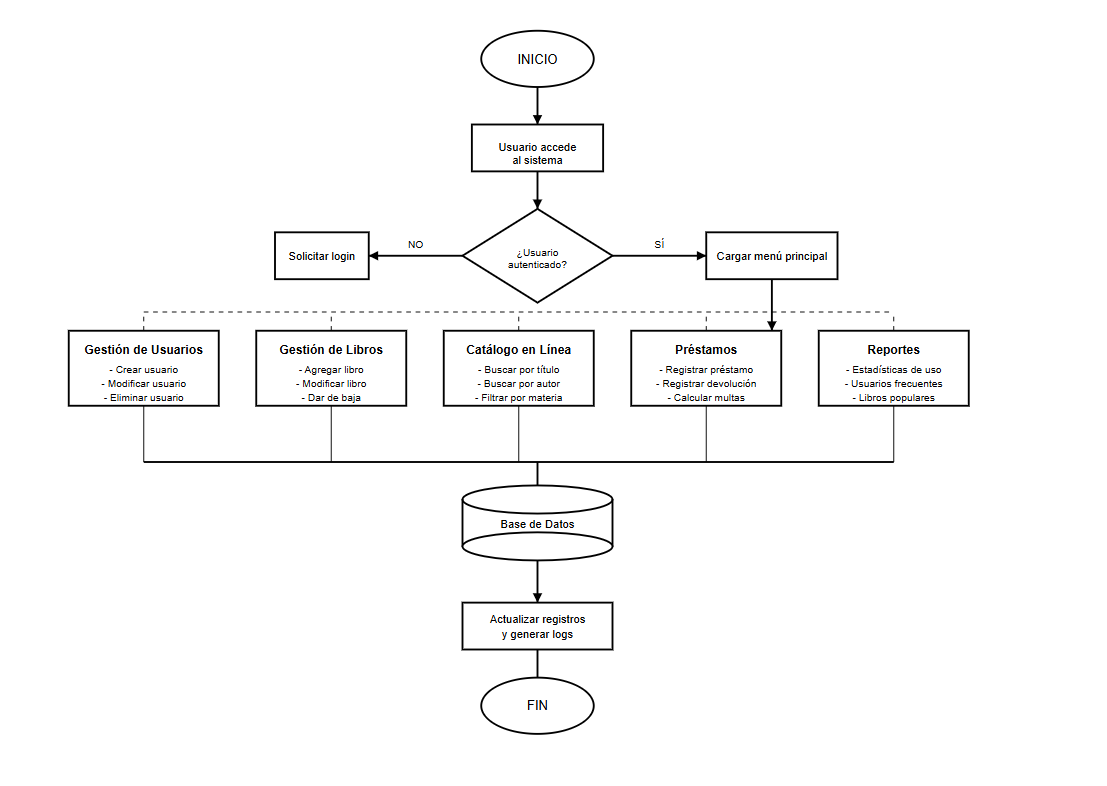 INICIO
Usuario accede
al sistema
¿Usuario
autenticado?
NO
SÍ
Solicitar login
Cargar menú principal
Gestión de Usuarios
- Crear usuario
- Modificar usuario
- Eliminar usuario
Gestión de Libros
- Agregar libro
- Modificar libro
- Dar de baja
Catálogo en Línea
- Buscar por título
- Buscar por autor
- Filtrar por materia
Préstamos
- Registrar préstamo
- Registrar devolución
- Calcular multas
Reportes
- Estadísticas de uso
- Usuarios frecuentes
- Libros populares
Base de Datos
Actualizar registros
y generar logs
FIN